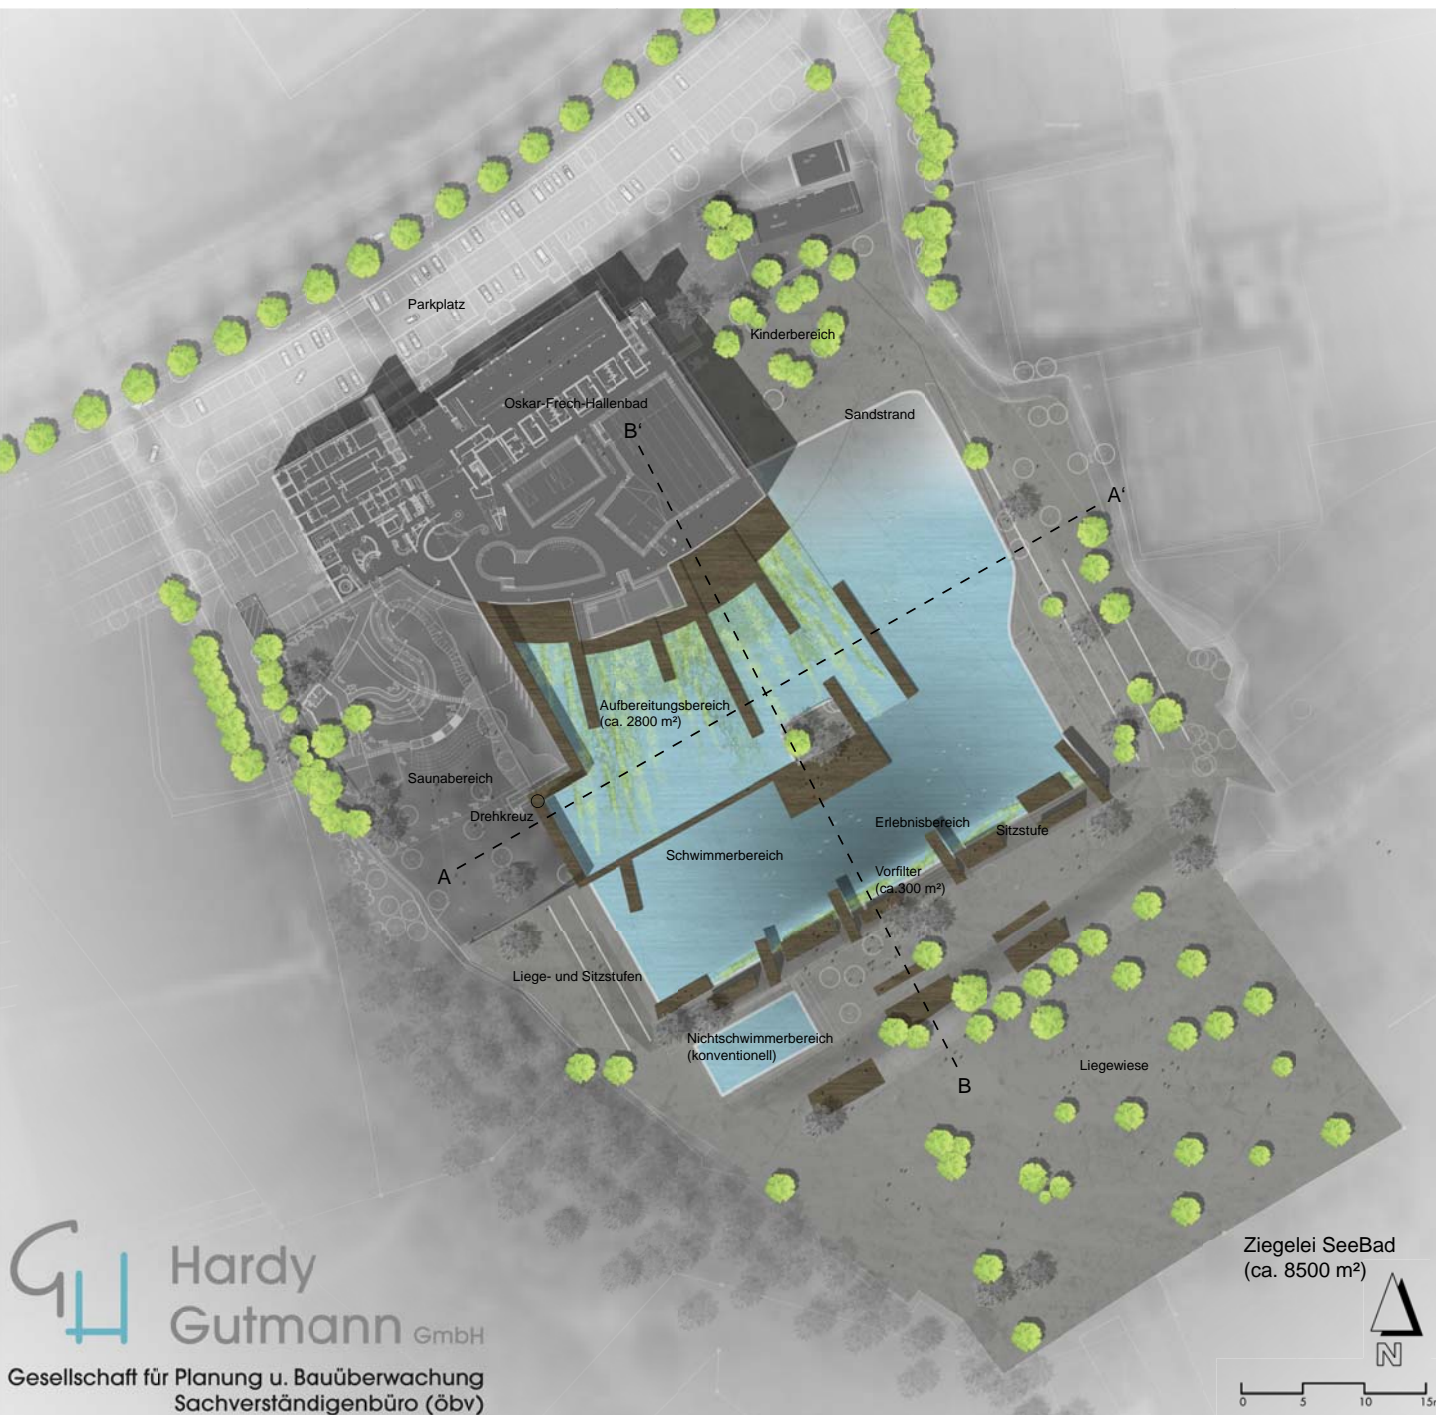 Parkplatz
Kinderbereich
Oskar-Frech-Hallenbad
Sandstrand
B‘
A‘
Aufbereitungsbereich
(ca. 2800 m²)
Saunabereich
Drehkreuz
Erlebnisbereich
Sitzstufe
Schwimmerbereich
A
Vorfilter
(ca.300 m²)
Liege- und Sitzstufen
Nichtschwimmerbereich
(konventionell)
Liegewiese
B
Ziegelei SeeBad
(ca. 8500 m²)
N
0 5 10 15m
GH
Hardy
Gutmann GmbH
Gesellschaft für Planung u. Bauüberwachung
Sachverständigenbüro (öbv)